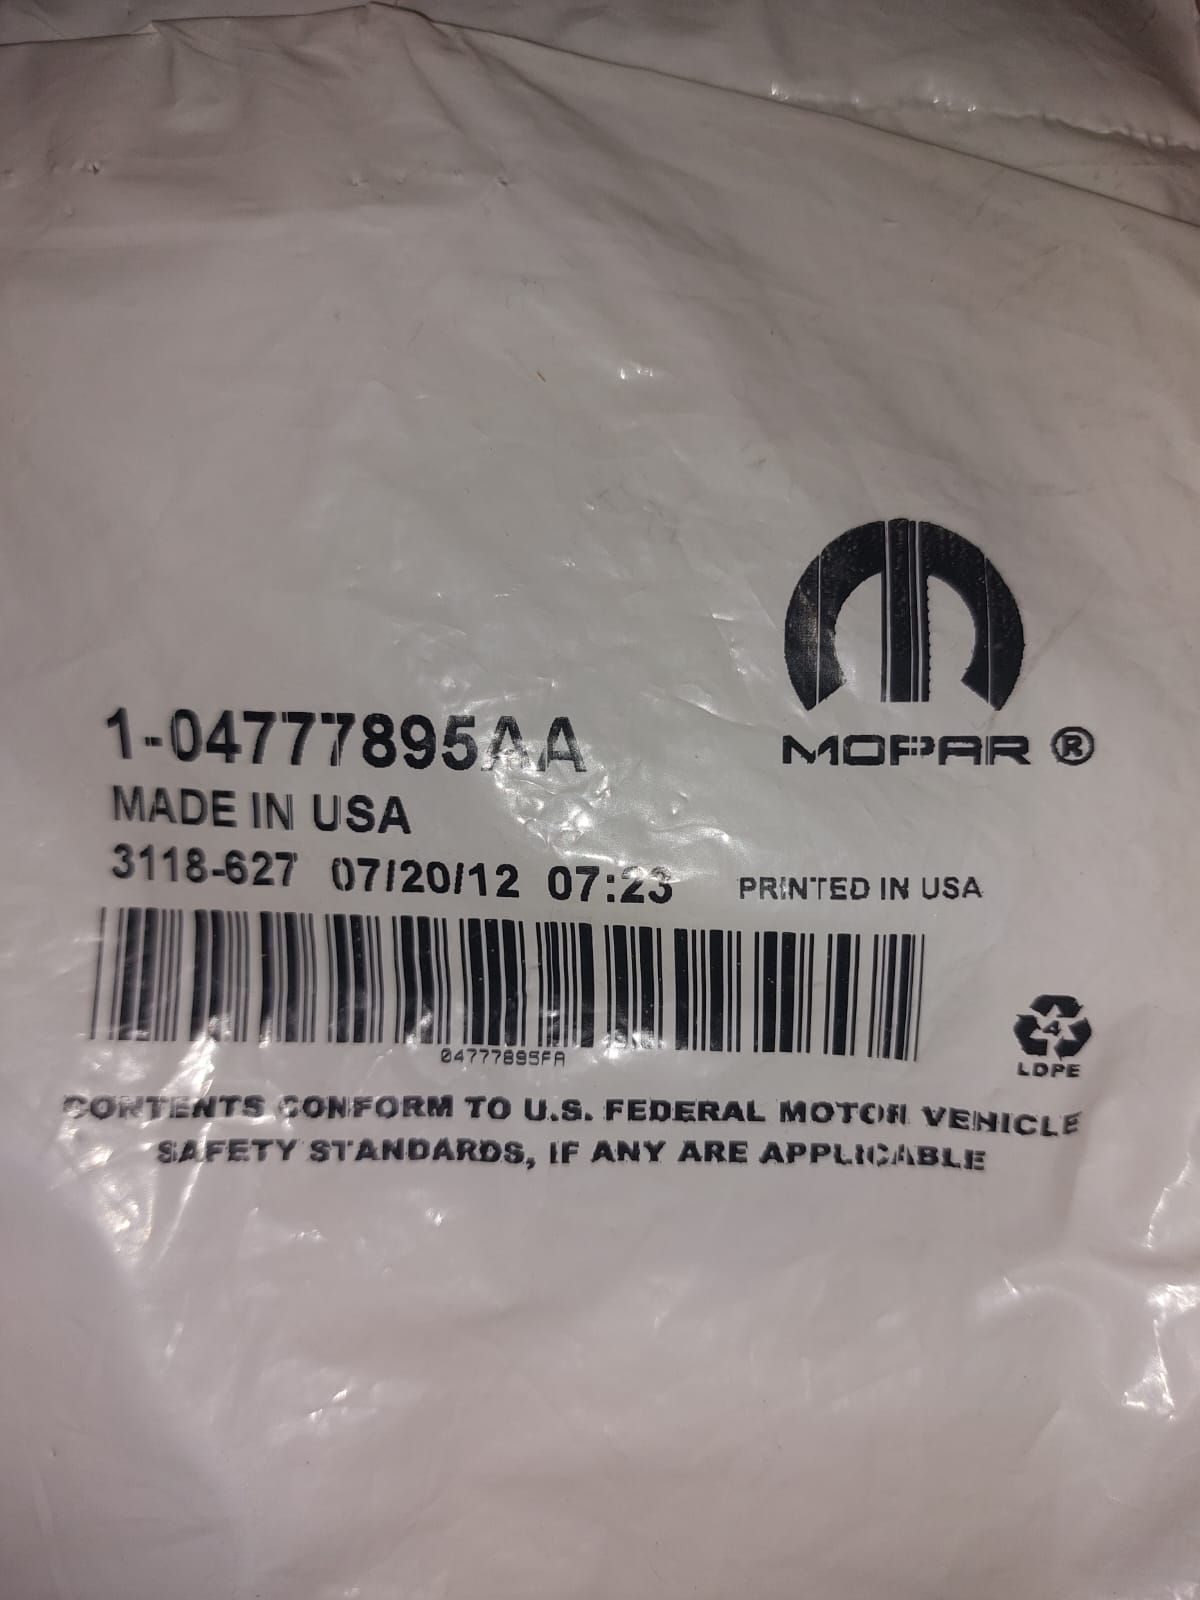 MOPAR ®
1-04777895AA
MADE IN USA
3118-627 07/20/12 07:23
PRINTED IN USA
04777895FA
4
LDPE
CONTENTS CONFORM TO U.S. FEDERAL MOTOR VEHICLE
SAFETY STANDARDS, IF ANY ARE APPLICABLE